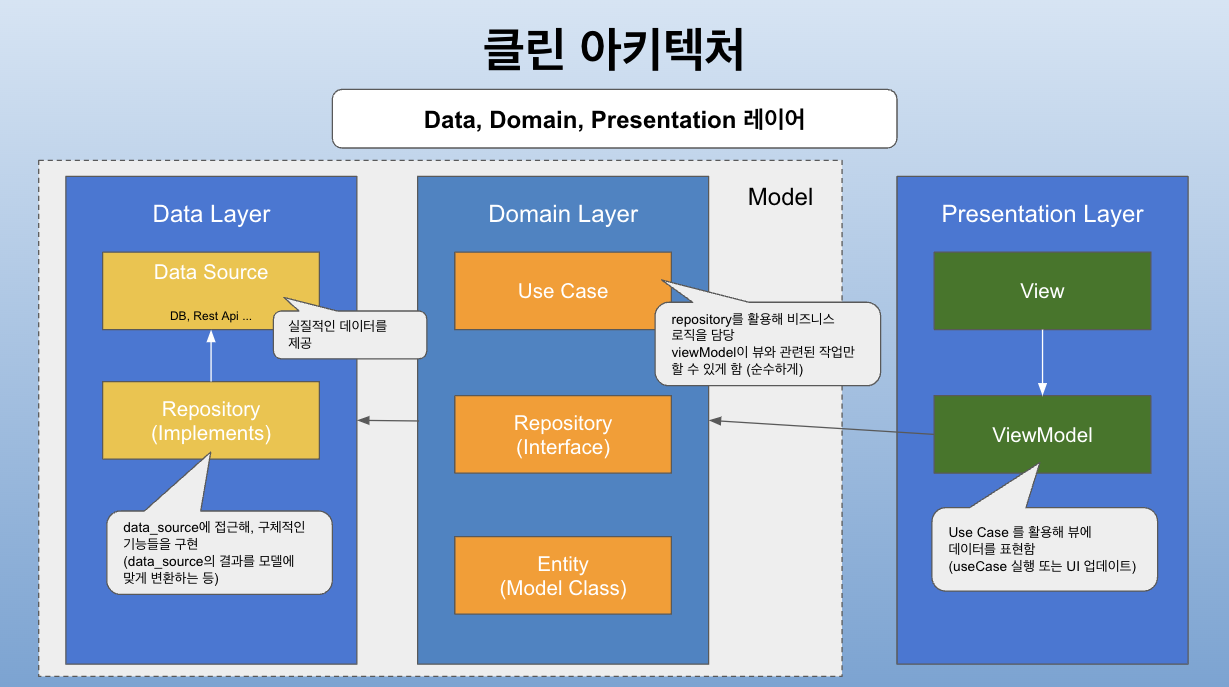 클린 아키텍처
Data, Domain, Presentation 레이어
Model
Data Layer
Data Source
DB, Rest Api ...
실질적인 데이터를
제공
Repository
(Implements)
data_source에 접근해, 구체적인
기능들을 구현
(data_source의 결과를 모델에
맞게 변환하는 등)
Domain Layer
Use Case
repository를 활용해 비즈니스
로직을 담당
viewModel이 뷰와 관련된 작업만
할 수 있게 함 (순수하게)
Repository
(Interface)
Entity
(Model Class)
Presentation Layer
View
ViewModel
Use Case 를 활용해 뷰에
데이터를 표현함
(useCase 실행 또는 UI 업데이트)